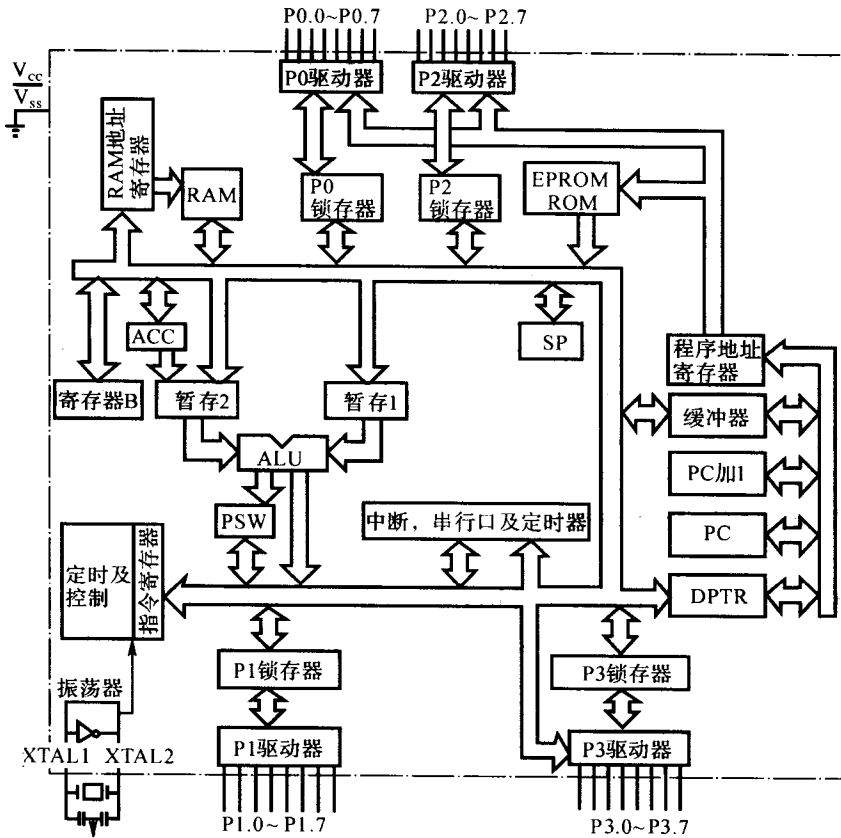 P0.0~P0.7
P2.0~P2.7
Vcc
Vss
P0驱动器
P2驱动器
RAM地址
寄存器
RAM
P0
锁存器
P2
锁存器
EPROM
ROM
ACC
SP
程序地址
寄存器
寄存器B
暂存2
暂存1
缓冲器
ALU
PC加1
PSW
中断，串行口及定时器
PC
定时及
控制
指令寄存器
DPTR
P1锁存器
P3锁存器
振荡器
XTAL1
XTAL2
P1驱动器
P3驱动器
P1.0~P1.7
P3.0~P3.7